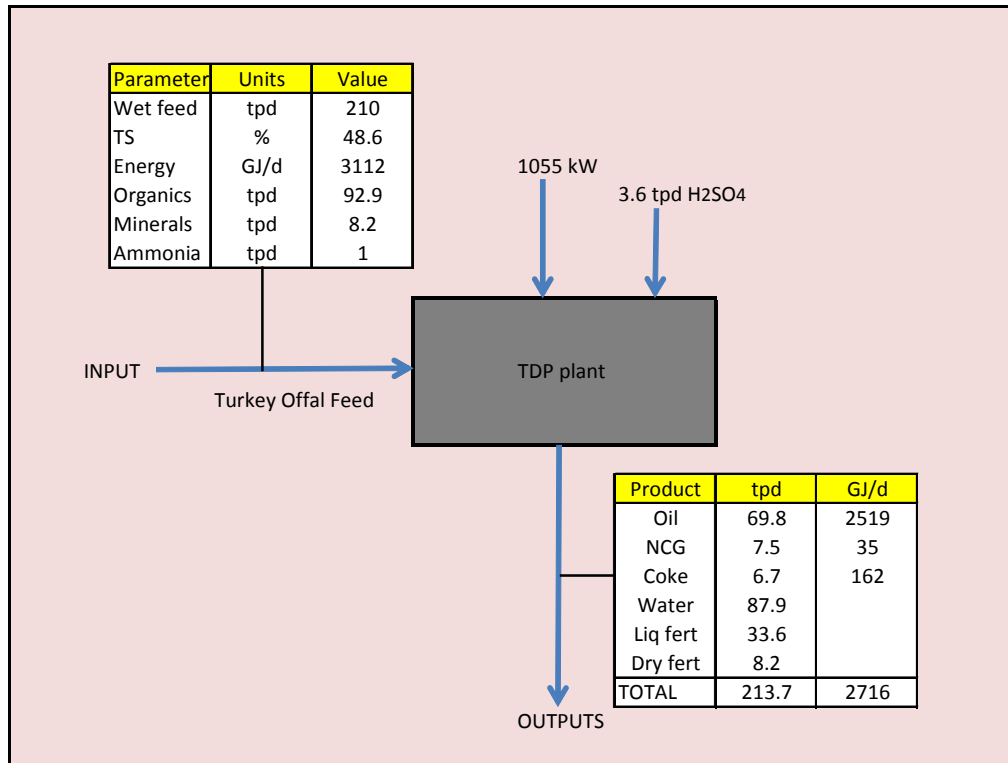 Parameter Units Value
Wet feed tpd 210
TS % 48.6
Energy GJ/d 3112
Organics tpd 92.9
Minerals tpd 8.2
Ammonia tpd 1
1055 kW
3.6 tpd H2SO4
INPUT
TDP plant
Turkey Offal Feed
Product tpd GJ/d
Oil 69.8 2519
NCG 7.5 35
Coke 6.7 162
Water 87.9
Liq fert 33.6
Dry fert 8.2
TOTAL 213.7 2716
OUTPUTS